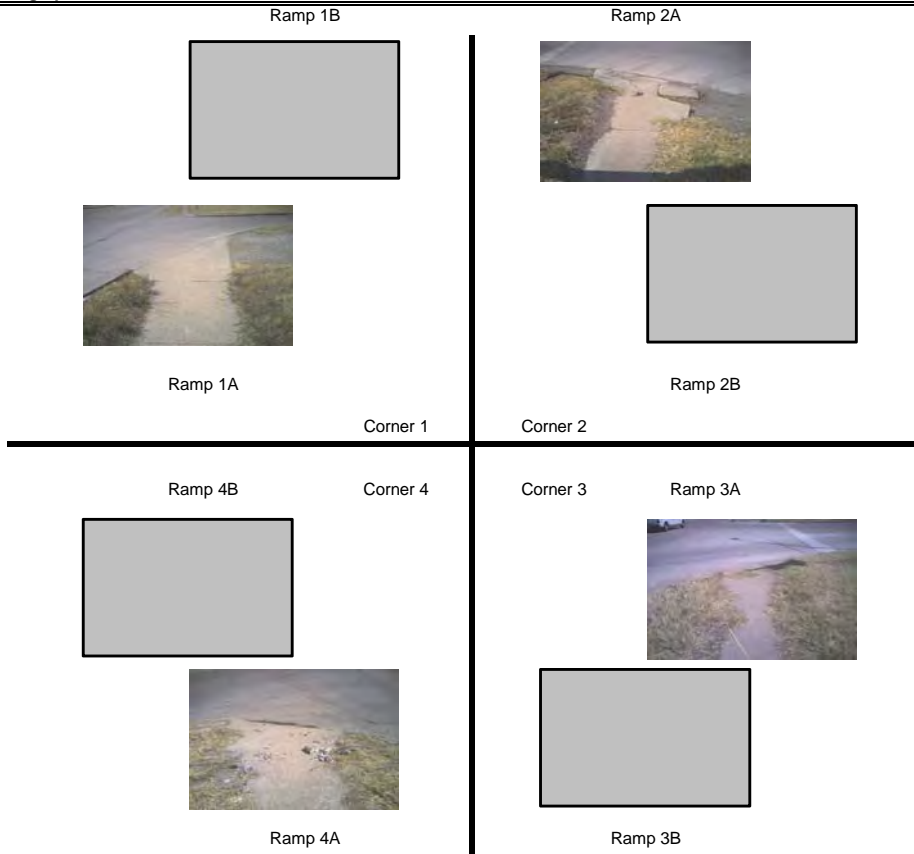 Ramp 1B Ramp 2A
Ramp 1A Ramp 2B
Corner 1 Corner 2
Ramp 4B Corner 4 Corner 3 Ramp 3A
Ramp 4A Ramp 3B